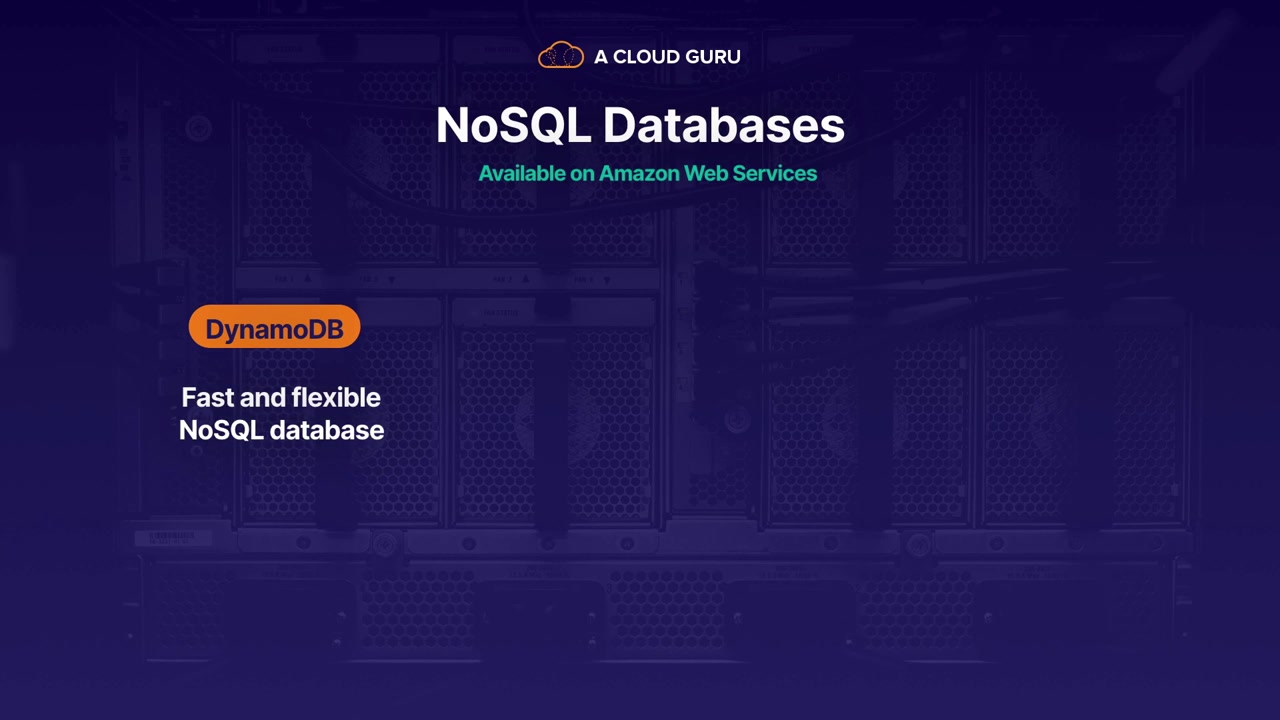 A CLOUD GURU
NoSQL Databases
Available on Amazon Web Services
DynamoDB
Fast and flexible
NoSQL database